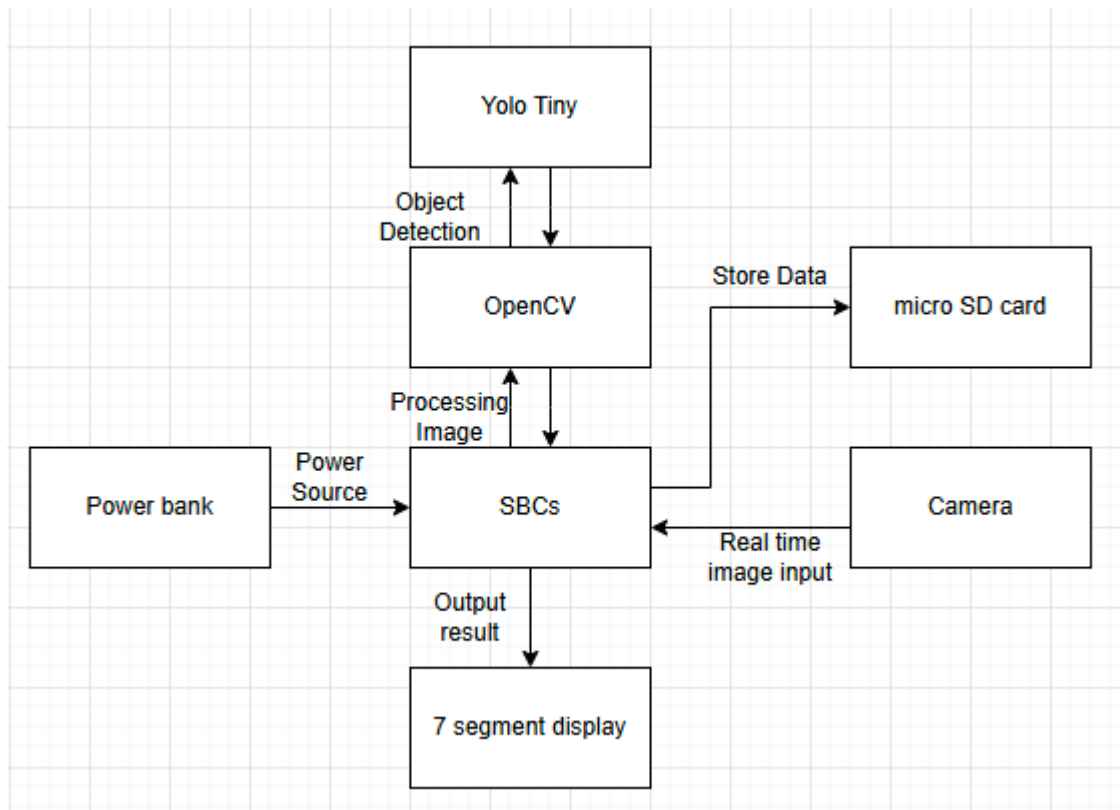 Yolo Tiny
Object
Detection
OpenCV
Store Data
micro SD card
Processing
Image
Power bank
Power
Source
SBCs
Camera
Real time
image input
Output
result
7 segment display